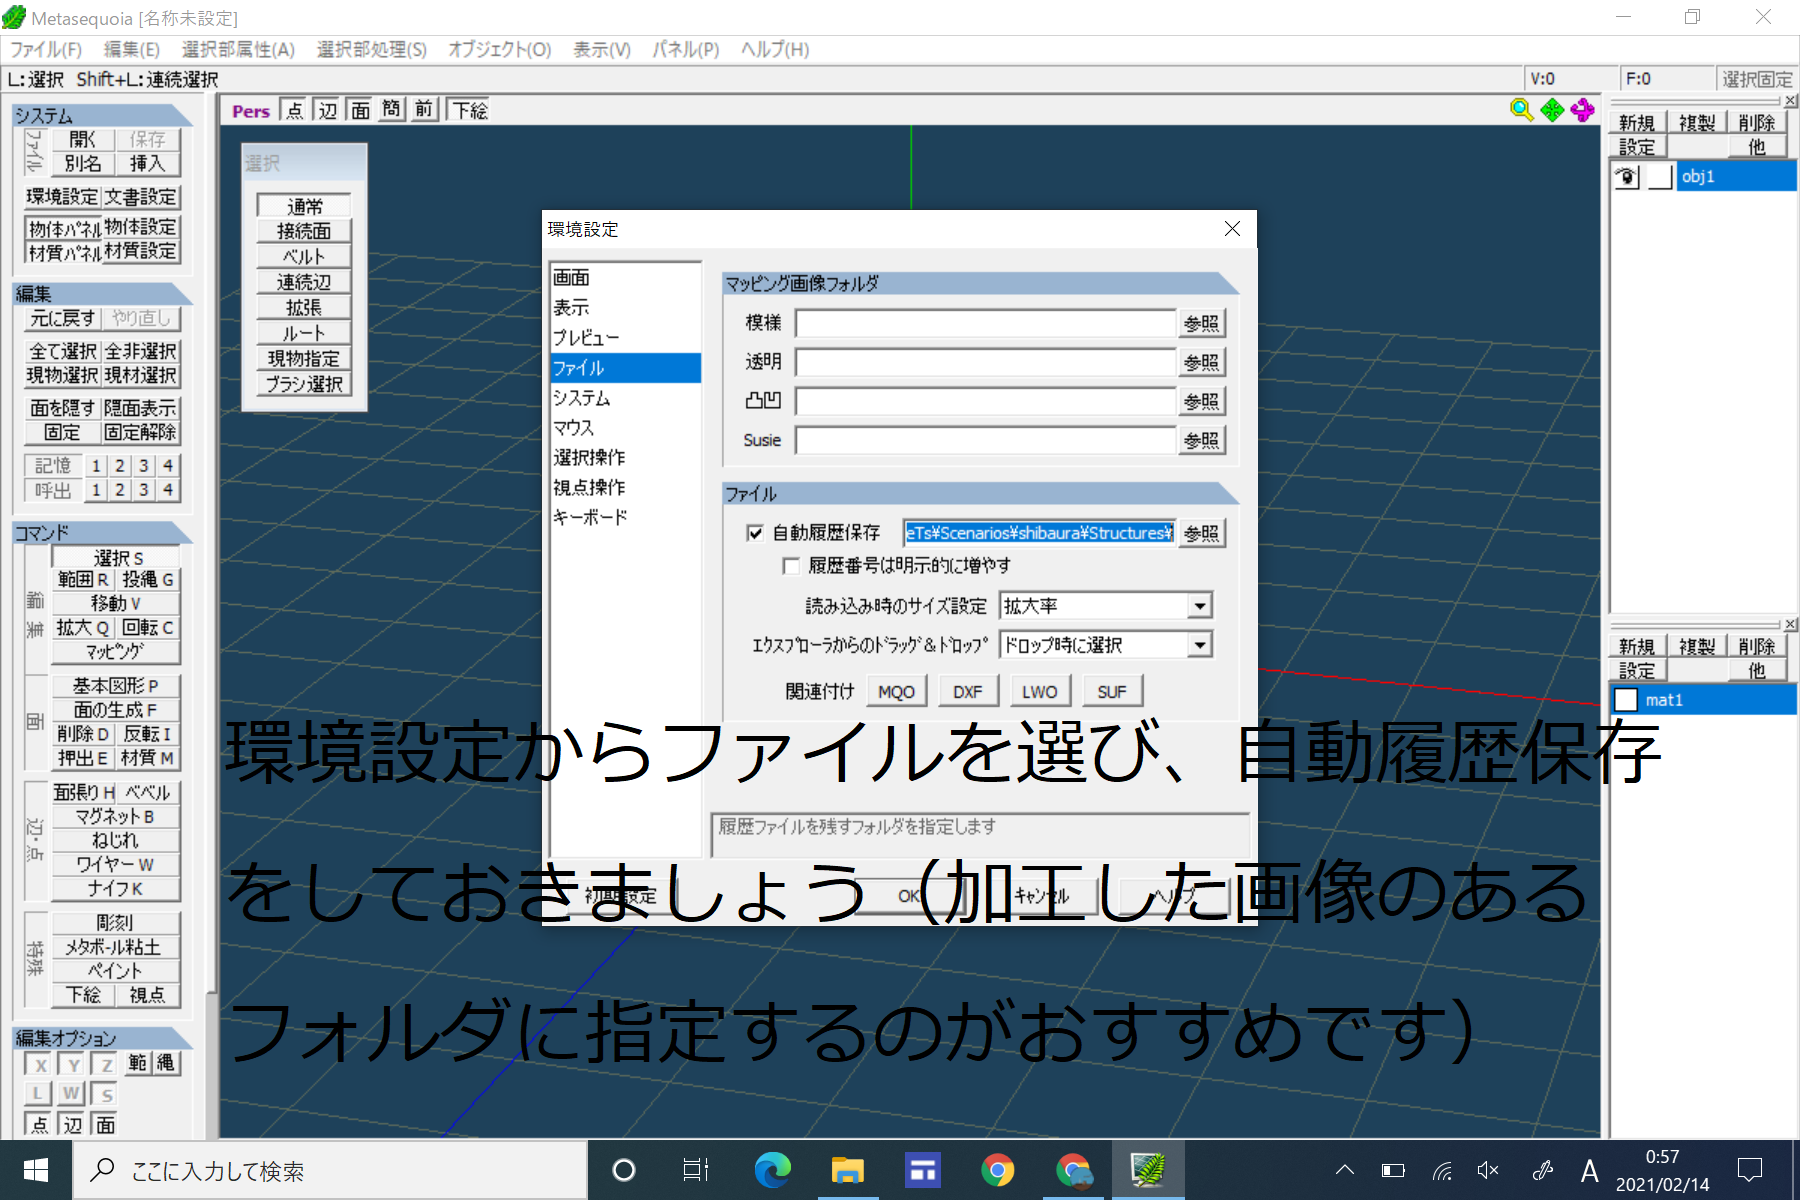 Metasequoia [名称未設定]
ファイル(F) 編集(E) 選択部属性(A) 選択部処理(S) オブジェクト(O) 表示(V) パネル(P) ヘルプ(H)
L:選択 Shift+L:連続選択 V:0 F:0 選択固定
システム
ファイル
開く 保存
別名 挿入
環境設定 文書設定
物体パネル 物体設定
材質パネル 材質設定
編集
元に戻す やり直し
全て選択 全非選択
現物選択 現材選択
面を隠す 隠面表示
固定 固定解除
記憶 1 2 3 4
呼出 1 2 3 4
コマンド
選択 S
範囲 R 投縄 G
移動 V
拡大 Q 回転 C
マッピング
基本図形 P
面の生成 F
削除 D 反転 I
押出 E 材質 M
面張り H ベベル
マグネット B
ねじれ
ワイヤー W
ナイフ K
辺・点
特殊
彫刻
メタボール 粘土
ペイント
下絵 視点
編集オプション
X Y Z 範 縄
L W S
点 辺 面
Pers 点 辺 面 簡 前 下絵
選択
通常
接続面
ベルト
連続辺
拡張
ルート
現物指定
ブラシ選択
環境設定
画面
表示
プレビュー
ファイル
システム
マウス
選択操作
視点操作
キーボード
マッピング画像フォルダ
模様 参照
透明 参照
凸凹 参照
Susie 参照
ファイル
自動履歴保存 eTs¥Scenarios¥shibaura¥Structures¥ 参照
履歴番号は明示的に増やす
読み込み時のサイズ設定 拡大率
エクスプローラからのドラッグ&ドロップ ドロップ時に選択
関連付け MQO DXF LWO SUF
履歴ファイルを残すフォルダを指定します
初期設定 OK キャンセル ヘルプ
環境設定からファイルを選び、自動履歴保存
をしておきましょう（加工した画像のある
フォルダに指定するのがおすすめです）
新規 複製 削除
設定 他
obj1
新規 複製 削除
設定 他
mat1
ここに入力して検索
A
0:57
2021/02/14